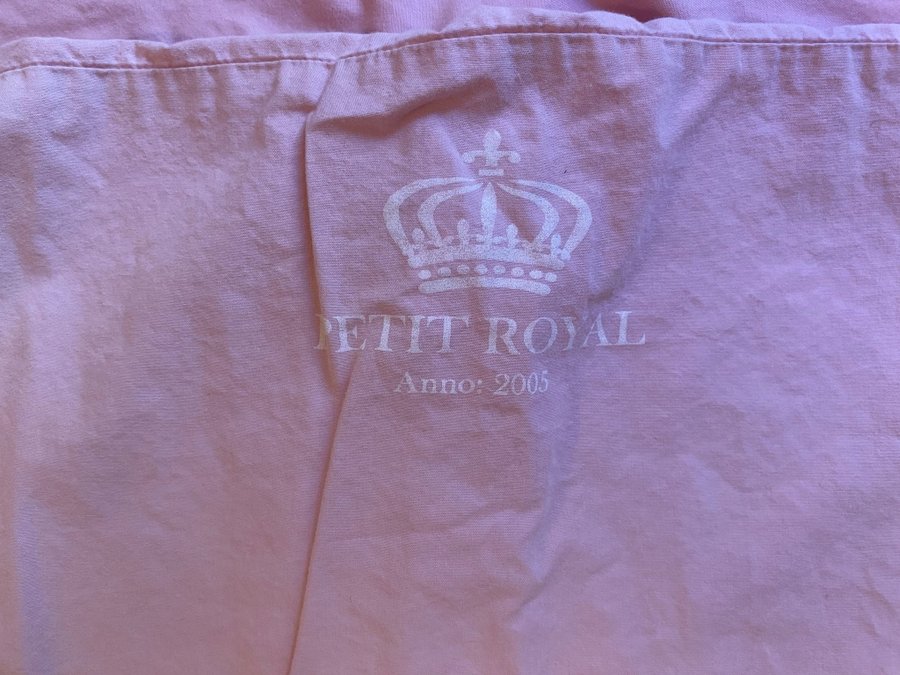 PETIT ROYAL
Anno: 2005